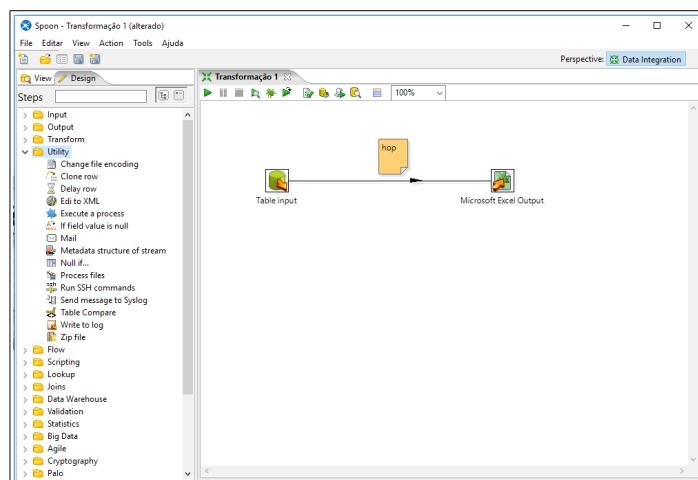 Spoon - Transformação 1 (alterado)
File Editar View Action Tools Ajuda
Perspective: Data Integration
View Design
Transformação 1
Steps
100%
Input
Output
Transform
Utility
Change file encoding
Clone row
Delay row
Edi to XML
Execute a process
If field value is null
Mail
Metadata structure of stream
Null if...
Process files
Run SSH commands
Send message to Syslog
Table Compare
Write to log
Zip file
Flow
Scripting
Lookup
Joins
Data Warehouse
Validation
Statistics
Big Data
Agile
Cryptography
Palo
hop
Table input
Microsoft Excel Output